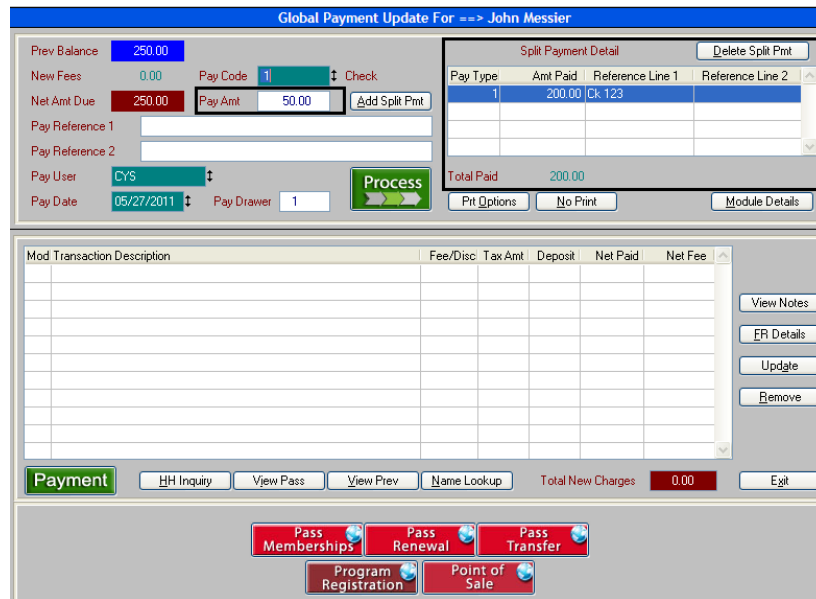 Global Payment Update For ==> John Messier
Prev Balance 250.00
New Fees 0.00 Pay Code 1 Check
Net Amt Due 250.00 Pay Amt 50.00 Add Split Pmt
Pay Reference 1
Pay Reference 2
Pay User CYS
Pay Date 05/27/2011 Pay Drawer 1
Process
Split Payment Detail Delete Split Pmt
Pay Type Amt Paid Reference Line 1 Reference Line 2
1 200.00 Ck 123
Total Paid 200.00
Prt Options No Print Module Details
Mod Transaction Description Fee/Disc Tax Amt Deposit Net Paid Net Fee
View Notes
FR Details
Update
Remove
Payment HH Inquiry View Pass View Prev Name Lookup Total New Charges 0.00 Exit
Pass Memberships
Pass Renewal
Pass Transfer
Program Registration
Point of Sale